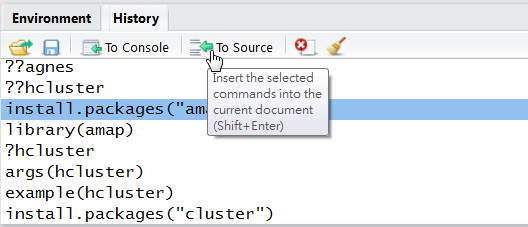 Environment History
To Console To Source
??agnes
??hcluster
install.packages("am
library(amap)
?hcluster
args(hcluster)
example(hcluster)
install.packages("cluster")
Insert the selected
commands into the
current document
(Shift+Enter)